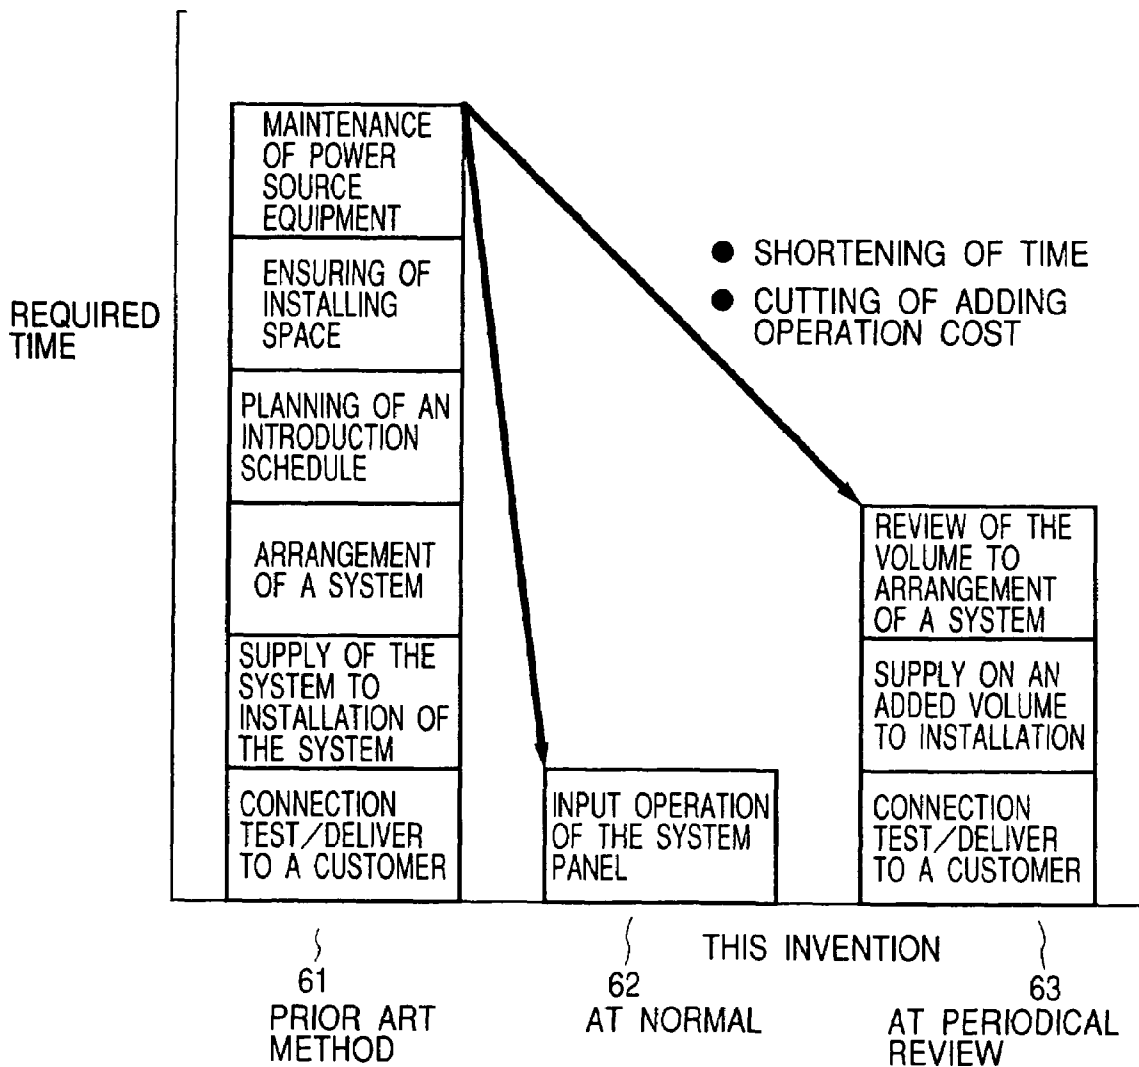 REQUIRED
TIME
MAINTENANCE
OF POWER
SOURCE
EQUIPMENT
ENSURING OF
INSTALLING
SPACE
PLANNING OF AN
INTRODUCTION
SCHEDULE
ARRANGEMENT
OF A SYSTEM
SUPPLY OF THE
SYSTEM TO
INSTALLATION OF
THE SYSTEM
CONNECTION
TEST/DELIVER
TO A CUSTOMER
● SHORTENING OF TIME
● CUTTING OF ADDING
OPERATION COST
INPUT OPERATION
OF THE SYSTEM
PANEL
REVIEW OF THE
VOLUME TO
ARRANGEMENT
OF A SYSTEM
SUPPLY ON AN
ADDED VOLUME
TO INSTALLATION
CONNECTION
TEST/DELIVER
TO A CUSTOMER
61
PRIOR ART
METHOD
THIS INVENTION
62
AT NORMAL
63
AT PERIODICAL
REVIEW